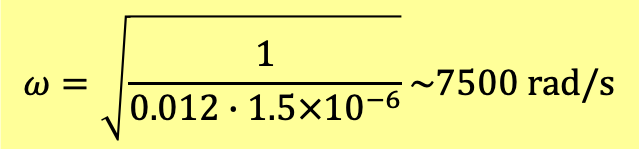 ω = √(1 / (0.012 · 1.5×10⁻⁶)) ~7500 rad/s